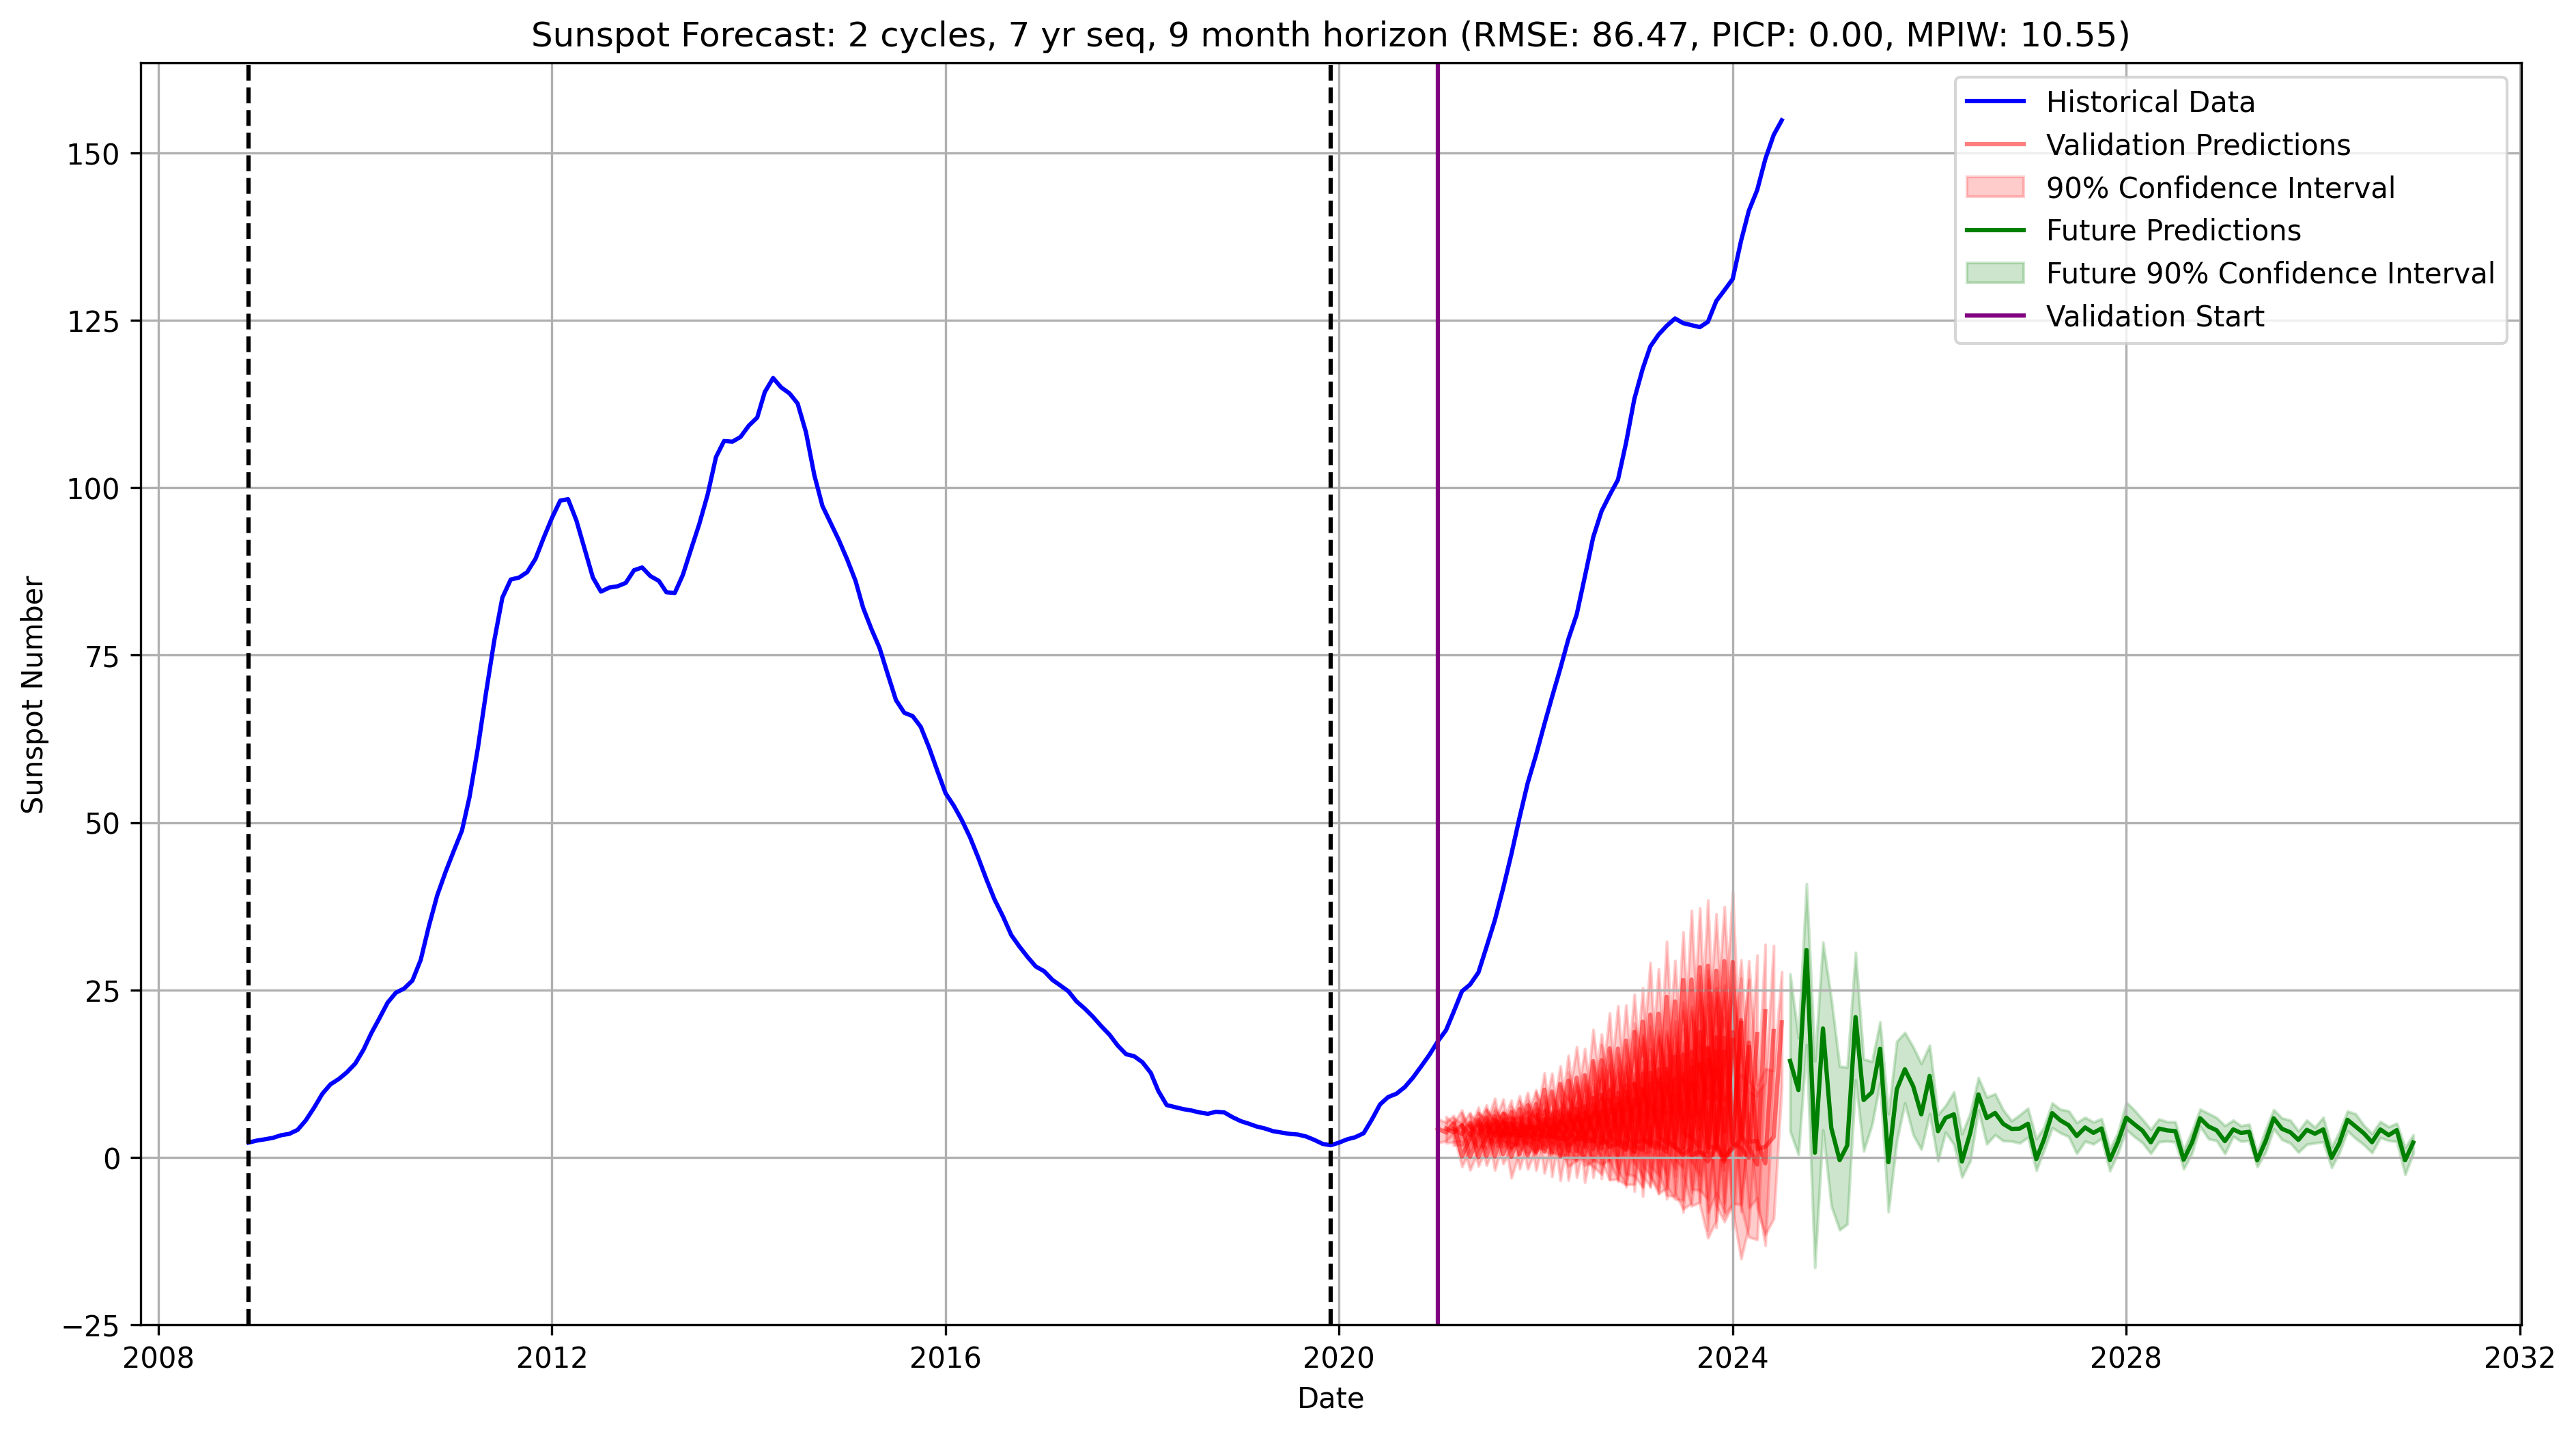 Sunspot Forecast: 2 cycles, 7 yr seq, 9 month horizon (RMSE: 86.47, PICP: 0.00, MPIW: 10.55)
Historical Data
Validation Predictions
90% Confidence Interval
Future Predictions
Future 90% Confidence Interval
Validation Start
Sunspot Number
150
125
100
75
50
25
0
−25
2008 2012 2016 2020 2024 2028 2032
Date